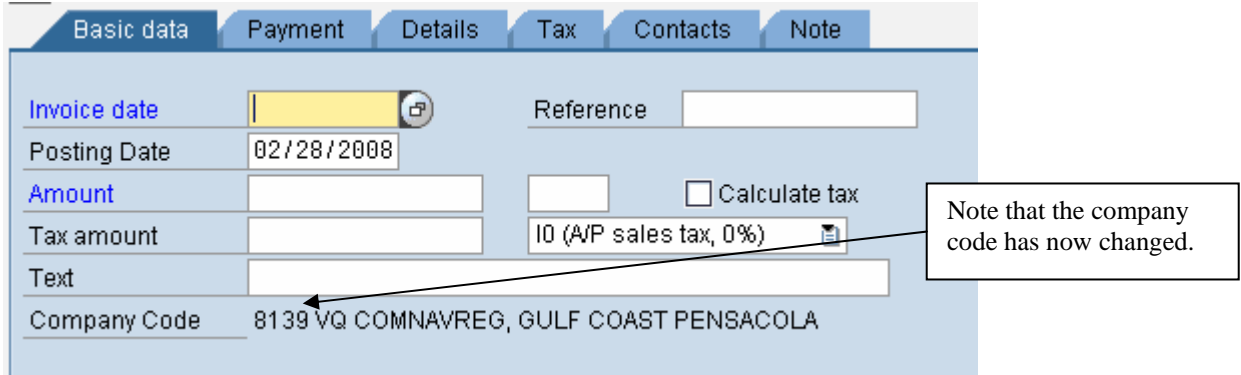 Basic data Payment Details Tax Contacts Note
Invoice date Reference
Posting Date 02/28/2008
Amount Calculate tax
Tax amount I0 (A/P sales tax, 0%)
Text
Company Code 8139 VQ COMNAVREG, GULF COAST PENSACOLA
Note that the company
code has now changed.